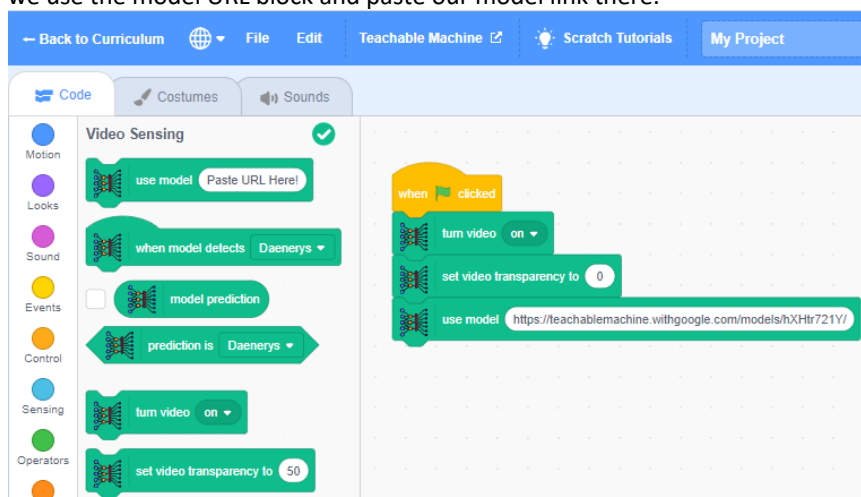 we use the model URL block and paste our model link there.
← Back to Curriculum File Edit Teachable Machine Scratch Tutorials My Project
Code Costumes Sounds
Motion
Looks
Sound
Events
Control
Sensing
Operators
Video Sensing
use model Paste URL Here!
when model detects Daenerys
model prediction
prediction is Daenerys
turn video on
set video transparency to 50
when clicked
turn video on
set video transparency to 0
use model https://teachablemachine.withgoogle.com/models/hXHtr721Y/